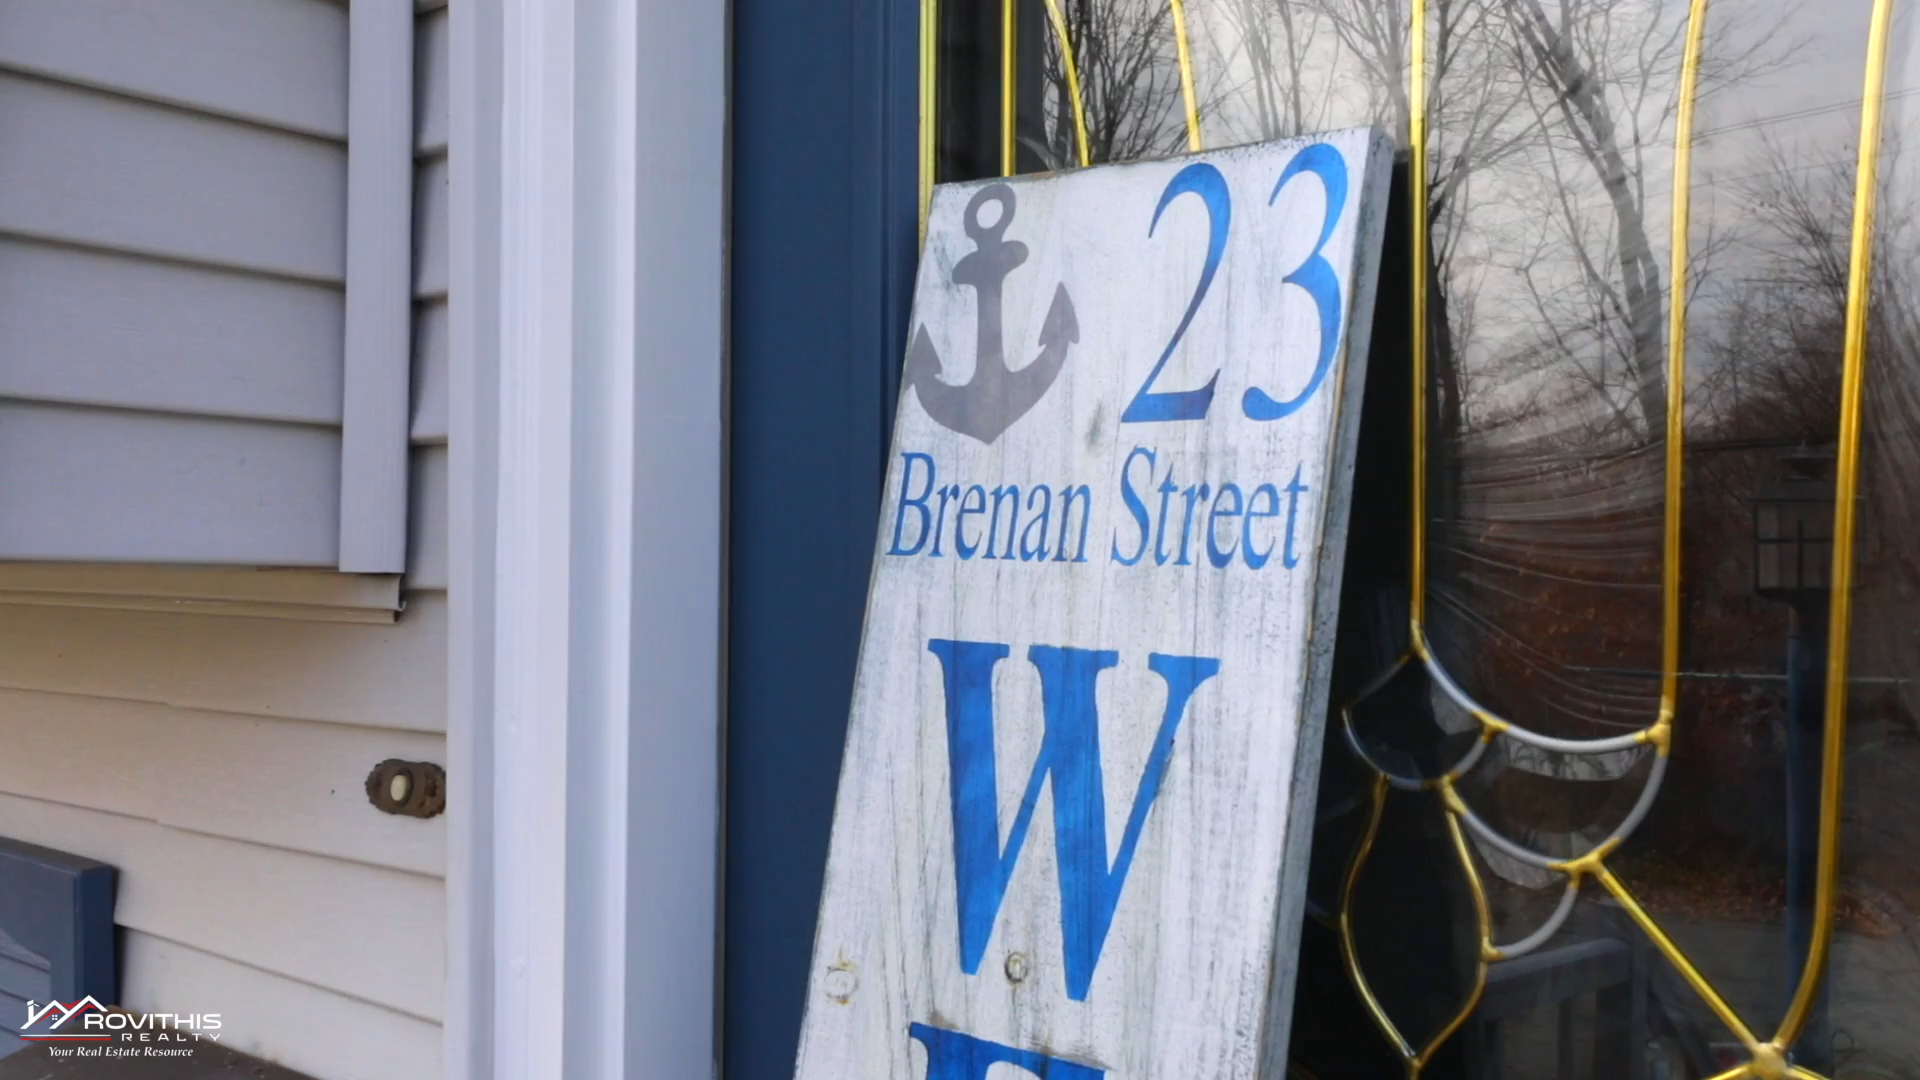 23
Brenan Street
W
ROVITHIS
REALTY
Your Real Estate Resource